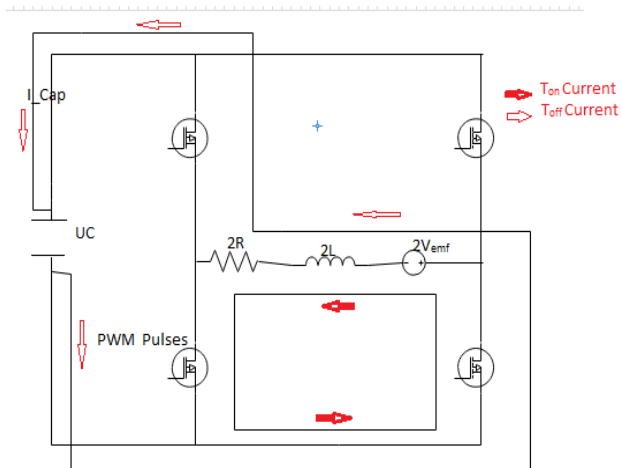 I_Cap
Ton Current
Toff Current
UC
2R
2L
2Vemf
PWM Pulses